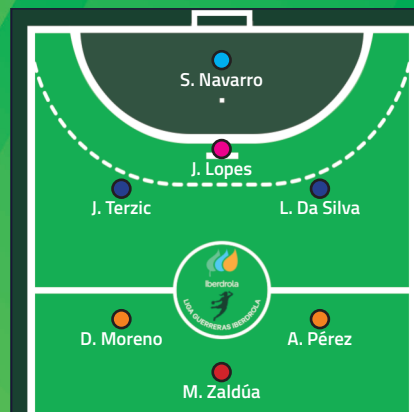 S. Navarro
J. Lopes
J. Terzic
L. Da Silva
Iberdrola
LIGA GUERRERAS IBERDROLA
D. Moreno
A. Pérez
M. Zaldúa